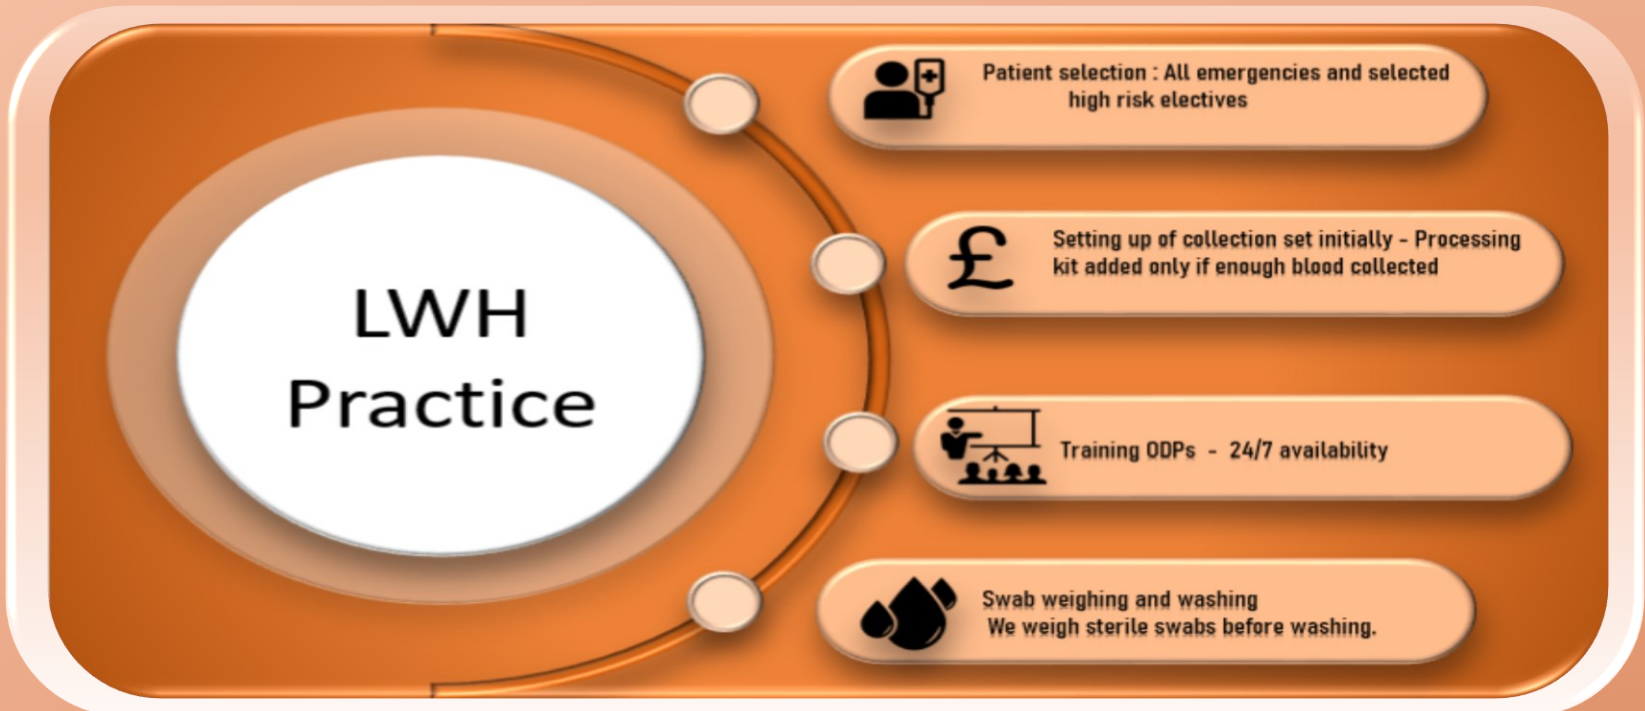 LWH
Practice
Patient selection : All emergencies and selected
high risk electives
£
Setting up of collection set initially - Processing
kit added only if enough blood collected
Training ODPs - 24/7 availability
Swab weighing and washing
We weigh sterile swabs before washing.